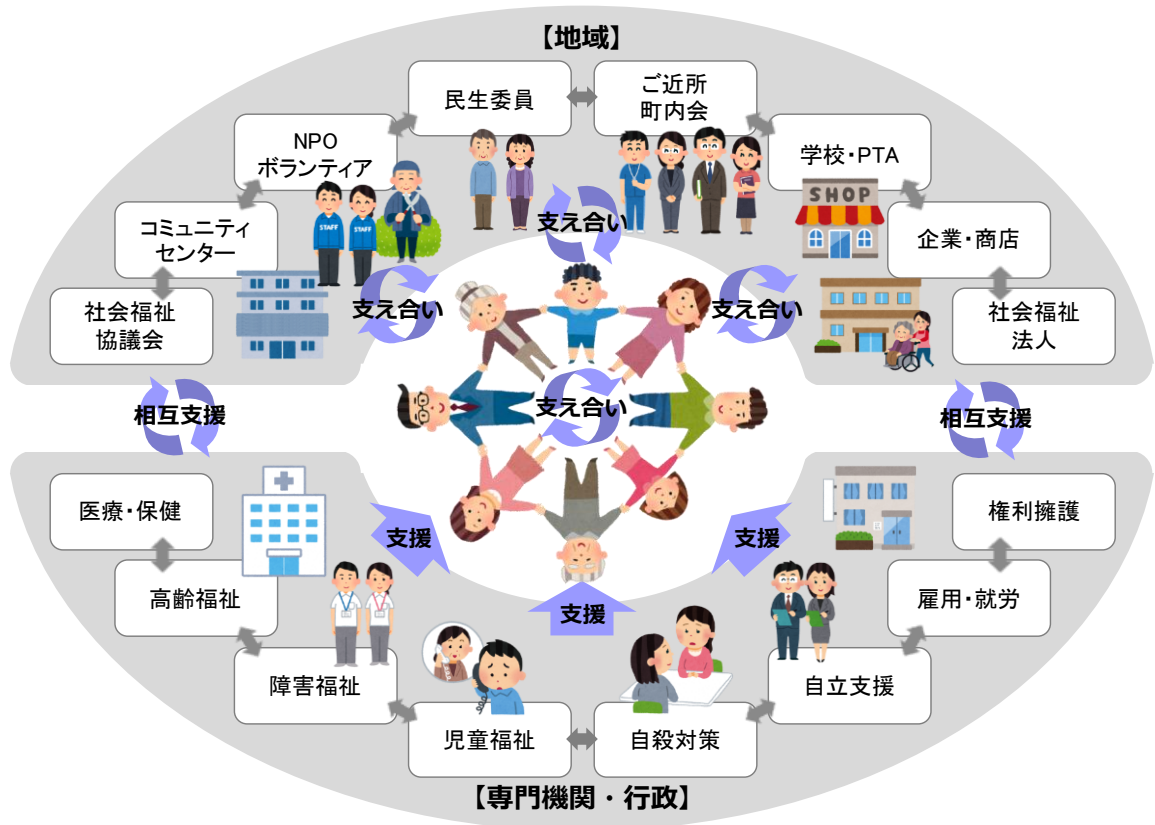 【地域】
民生委員
ご近所
町内会
NPO
ボランティア
学校・PTA
SHOP
コミュニティ
センター
STAFF
STAFF
支え合い
企業・商店
社会福祉
協議会
支え合い
支え合い
社会福祉
法人
支え合い
相互支援
相互支援
医療・保健
支援
支援
権利擁護
高齢福祉
支援
雇用・就労
障害福祉
自立支援
児童福祉
自殺対策
【専門機関・行政】